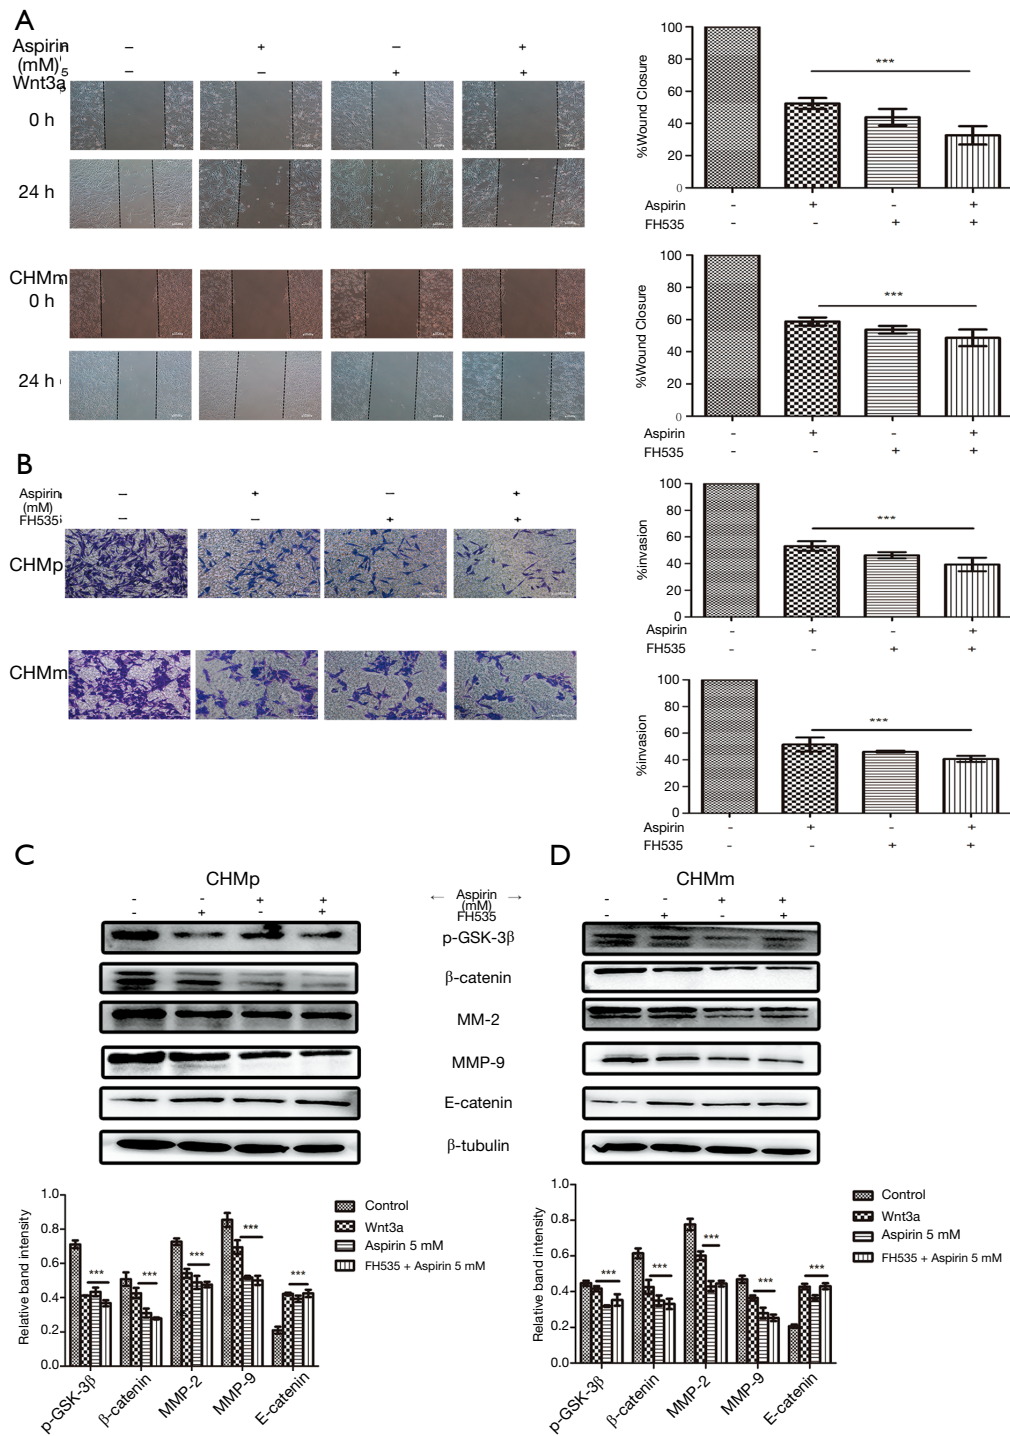 A
Aspirin
(mM)
5
Wnt3a
– + – +
– – + +
0 h
24 h
CHMm
0 h
24 h
100
80
60
40
20
0
%Wound Closure
***
Aspirin - + - +
FH535 - - + +
100
80
60
40
20
0
%Wound Closure
***
Aspirin - + - +
FH535 - - + +
B
Aspirin – + – +
(mM)
FH535 – – + +
CHMp
CHMm
100
80
60
40
20
0
%invasion
***
Aspirin - + - +
FH535 - - + +
100
80
60
40
20
0
%invasion
***
Aspirin - + - +
FH535 - - + +
C
CHMp
- - + +
- + - +
← Aspirin →
(mM)
FH535
D
CHMm
- - + +
- + - +
p-GSK-3β
β-catenin
MM-2
MMP-9
E-catenin
β-tubulin
1.0
0.8
0.6
0.4
0.2
0.0
Relative band intensity
*** *** *** *** ***
p-GSK-3β β-catenin MMP-2 MMP-9 E-catenin
Control
Wnt3a
Aspirin 5 mM
FH535 + Aspirin 5 mM
1.0
0.8
0.6
0.4
0.2
0.0
Relative band intensity
*** *** *** *** ***
p-GSK-3β β-catenin MMP-2 MMP-9 E-catenin
Control
Wnt3a
Aspirin 5 mM
FH535 + Aspirin 5 mM